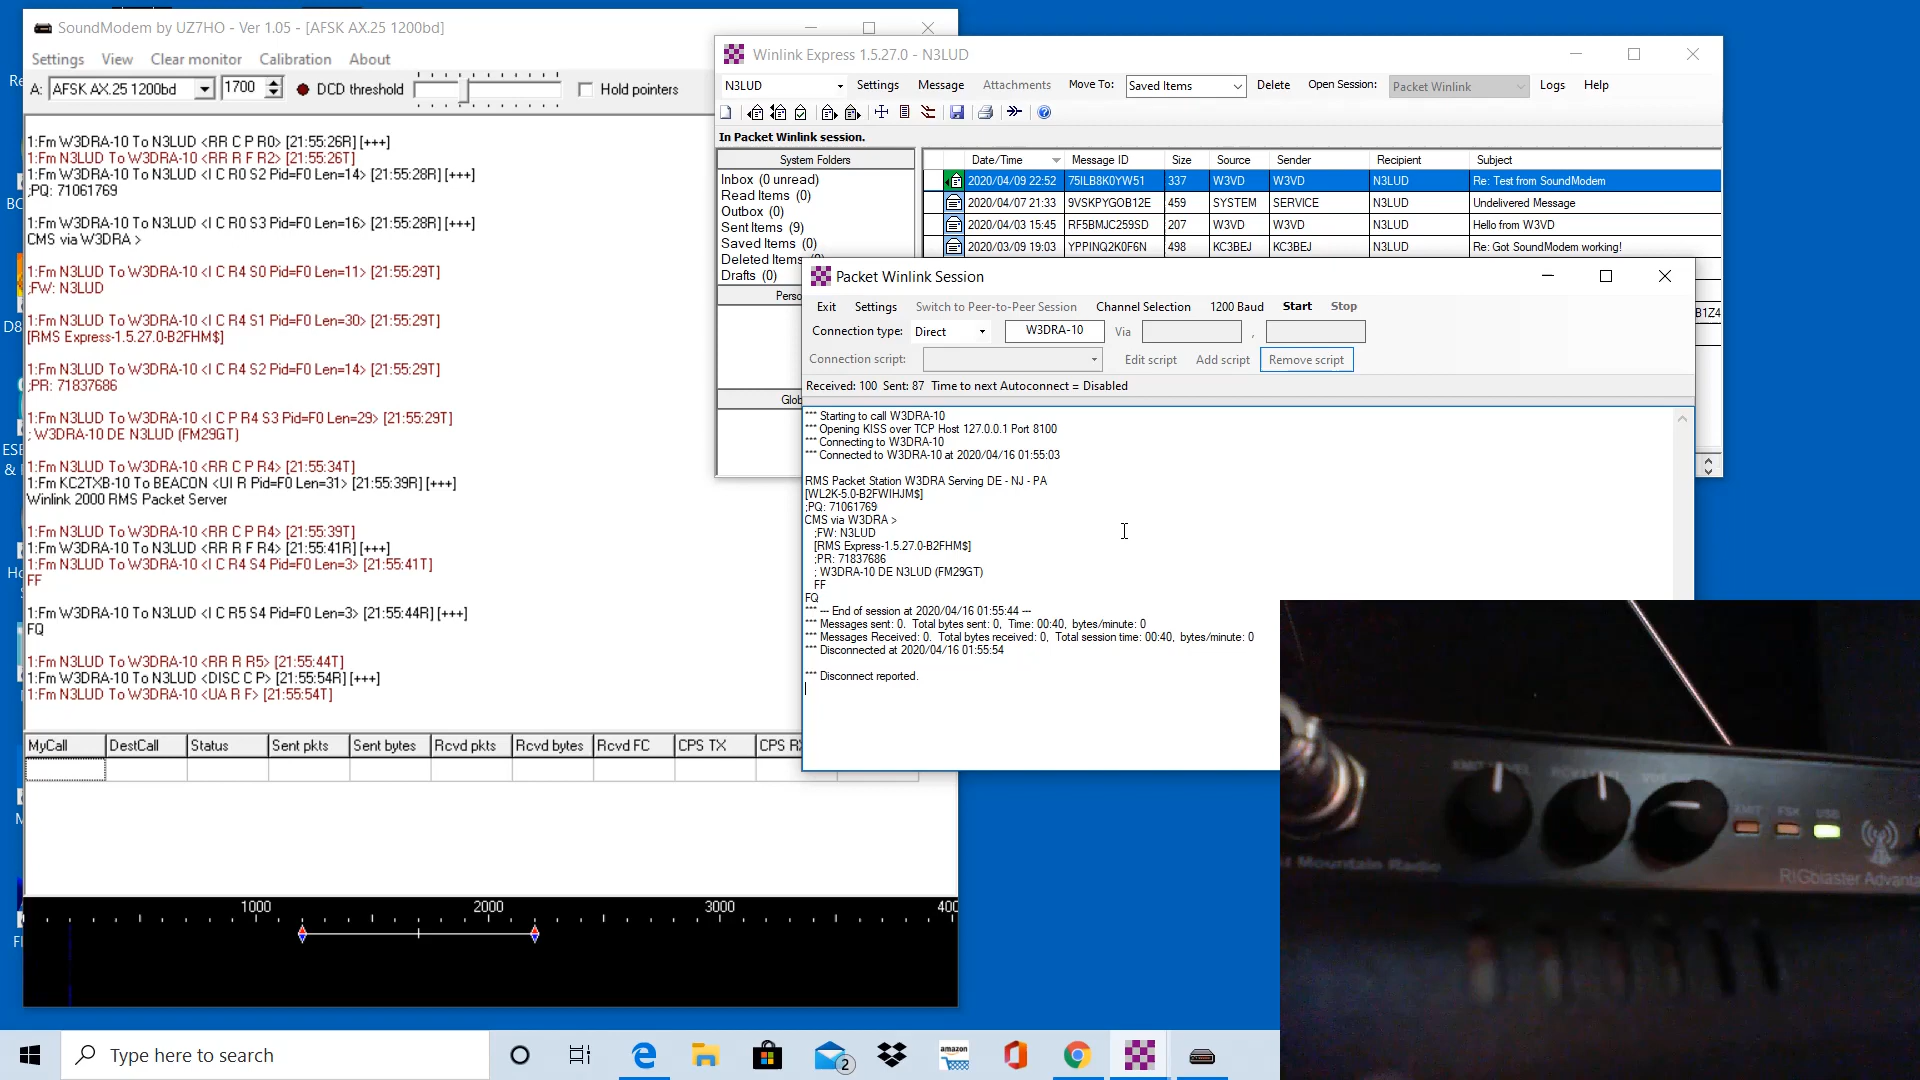 SoundModem by UZ7HO - Ver 1.05 - [AFSK AX.25 1200bd]
Settings View Clear monitor Calibration About
A: AFSK AX.25 1200bd 1700 DCD threshold Hold pointers
1:Fm W3DRA-10 To N3LUD <RR C P R0> [21:55:26R] [+++]
1:Fm N3LUD To W3DRA-10 <RR R F R2> [21:55:26T]
1:Fm W3DRA-10 To N3LUD <I C R0 S2 Pid=F0 Len=14> [21:55:28R] [+++]
;PQ: 71061769
1:Fm W3DRA-10 To N3LUD <I C R0 S3 Pid=F0 Len=16> [21:55:28R] [+++]
CMS via W3DRA >
1:Fm N3LUD To W3DRA-10 <I C R4 S0 Pid=F0 Len=11> [21:55:29T]
;FW: N3LUD
1:Fm N3LUD To W3DRA-10 <I C R4 S1 Pid=F0 Len=30> [21:55:29T]
[RMS Express-1.5.27.0-B2FHM$]
1:Fm N3LUD To W3DRA-10 <I C R4 S2 Pid=F0 Len=14> [21:55:29T]
;PR: 71837686
1:Fm N3LUD To W3DRA-10 <I C P R4 S3 Pid=F0 Len=29> [21:55:29T]
; W3DRA-10 DE N3LUD (FM29GT)
1:Fm N3LUD To W3DRA-10 <RR C P R4> [21:55:34T]
1:Fm KC2TXB-10 To BEACON <UI R Pid=F0 Len=31> [21:55:39R] [+++]
Winlink 2000 RMS Packet Server
1:Fm N3LUD To W3DRA-10 <RR C P R4> [21:55:39T]
1:Fm W3DRA-10 To N3LUD <RR R F R4> [21:55:41R] [+++]
1:Fm N3LUD To W3DRA-10 <I C R4 S4 Pid=F0 Len=3> [21:55:41T]
FF
1:Fm W3DRA-10 To N3LUD <I C R5 S4 Pid=F0 Len=3> [21:55:44R] [+++]
FQ
1:Fm N3LUD To W3DRA-10 <RR R R5> [21:55:44T]
1:Fm W3DRA-10 To N3LUD <DISC C P> [21:55:54R] [+++]
1:Fm N3LUD To W3DRA-10 <UA R F> [21:55:54T]
MyCall DestCall Status Sent pkts Sent bytes Rcvd pkts Rcvd bytes Rcvd FC CPS TX CPS R
1000 2000 3000 400
Winlink Express 1.5.27.0 - N3LUD
N3LUD Settings Message Attachments Move To: Saved Items Delete Open Session: Packet Winlink Logs Help
In Packet Winlink session.
System Folders
Inbox (0 unread)
Read Items (0)
Outbox (0)
Sent Items (9)
Saved Items (0)
Deleted Items
Drafts (0)
Perso
Glob
Date/Time Message ID Size Source Sender Recipient Subject
2020/04/09 22:52 75ILB8K0YW51 337 W3VD W3VD N3LUD Re: Test from SoundModem
2020/04/07 21:33 9VSKPYGOB12E 459 SYSTEM SERVICE N3LUD Undelivered Message
2020/04/03 15:45 RF5BMJC259SD 207 W3VD W3VD N3LUD Hello from W3VD
2020/03/09 19:03 YPPINQ2K0F6N 498 KC3BEJ KC3BEJ N3LUD Re: Got SoundModem working!
B1Z4
Packet Winlink Session
Exit Settings Switch to Peer-to-Peer Session Channel Selection 1200 Baud Start Stop
Connection type: Direct W3DRA-10 Via ,
Connection script: Edit script Add script Remove script
Received: 100 Sent: 87 Time to next Autoconnect = Disabled
*** Starting to call W3DRA-10
*** Opening KISS over TCP Host 127.0.0.1 Port 8100
*** Connecting to W3DRA-10
*** Connected to W3DRA-10 at 2020/04/16 01:55:03
RMS Packet Station W3DRA Serving DE - NJ - PA
[WL2K-5.0-B2FWIHJM$]
;PQ: 71061769
CMS via W3DRA >
;FW: N3LUD
[RMS Express-1.5.27.0-B2FHM$]
;PR: 71837686
; W3DRA-10 DE N3LUD (FM29GT)
FF
FQ
*** --- End of session at 2020/04/16 01:55:44 ---
*** Messages sent: 0. Total bytes sent: 0, Time: 00:40, bytes/minute: 0
*** Messages Received: 0. Total bytes received: 0, Total session time: 00:40, bytes/minute: 0
*** Disconnected at 2020/04/16 01:55:54
*** Disconnect reported.
XMIT FSK USB
Mountain Radio
RIGblaster Advanta
Type here to search
amazon
2